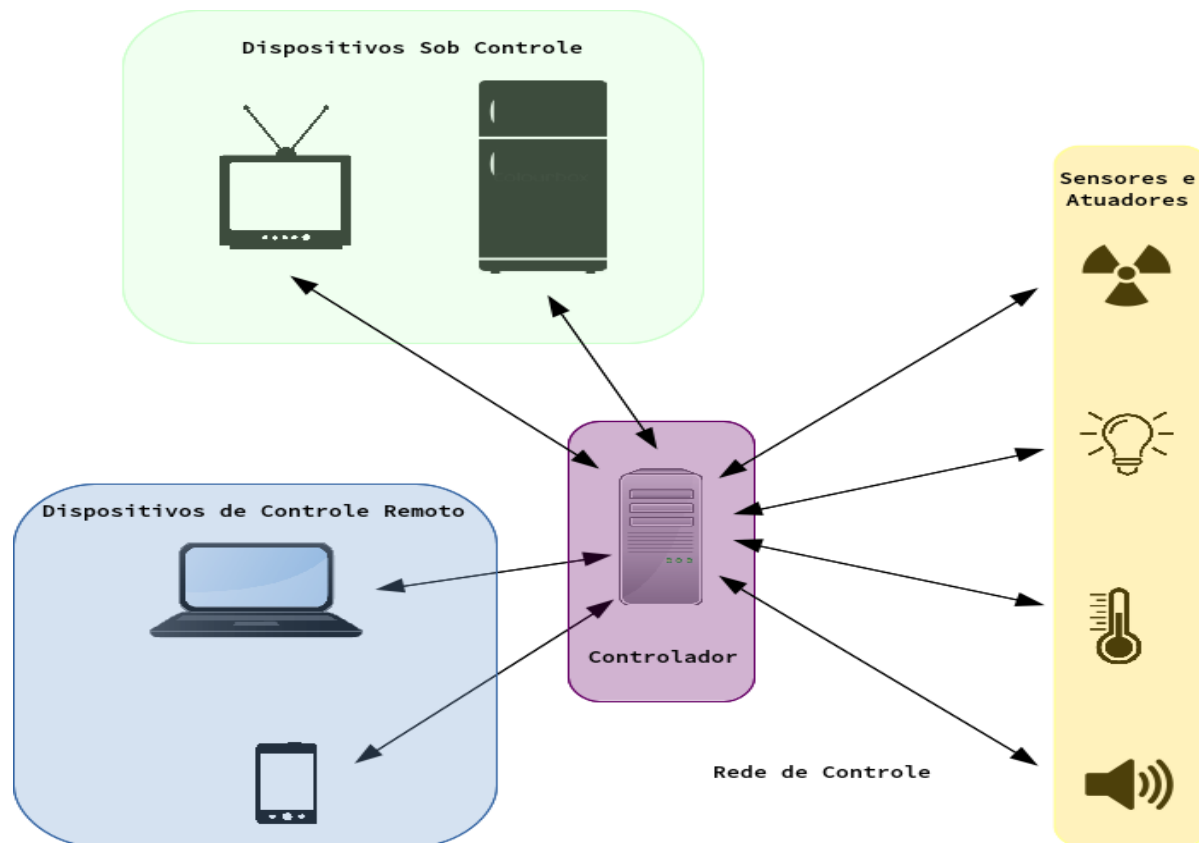 Dispositivos Sob Controle
Sensores e
Atuadores
Dispositivos de Controle Remoto
Controlador
Rede de Controle